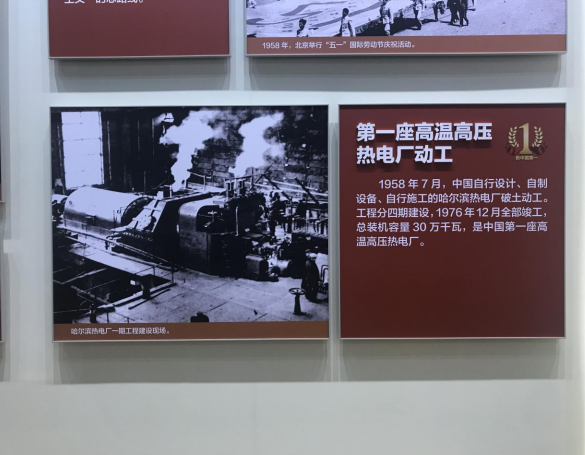 1958 年，北京举行“五一”国际劳动节庆祝活动。
第一座高温高压
热电厂动工
1
1958 年 7 月，中国自行设计、自制
设备、自行施工的哈尔滨热电厂破土动工。
工程分四期建设，1976 年 12 月全部竣工，
总装机容量 30 万千瓦，是中国第一座高
温高压热电厂。
哈尔滨热电厂一期工程建设现场。